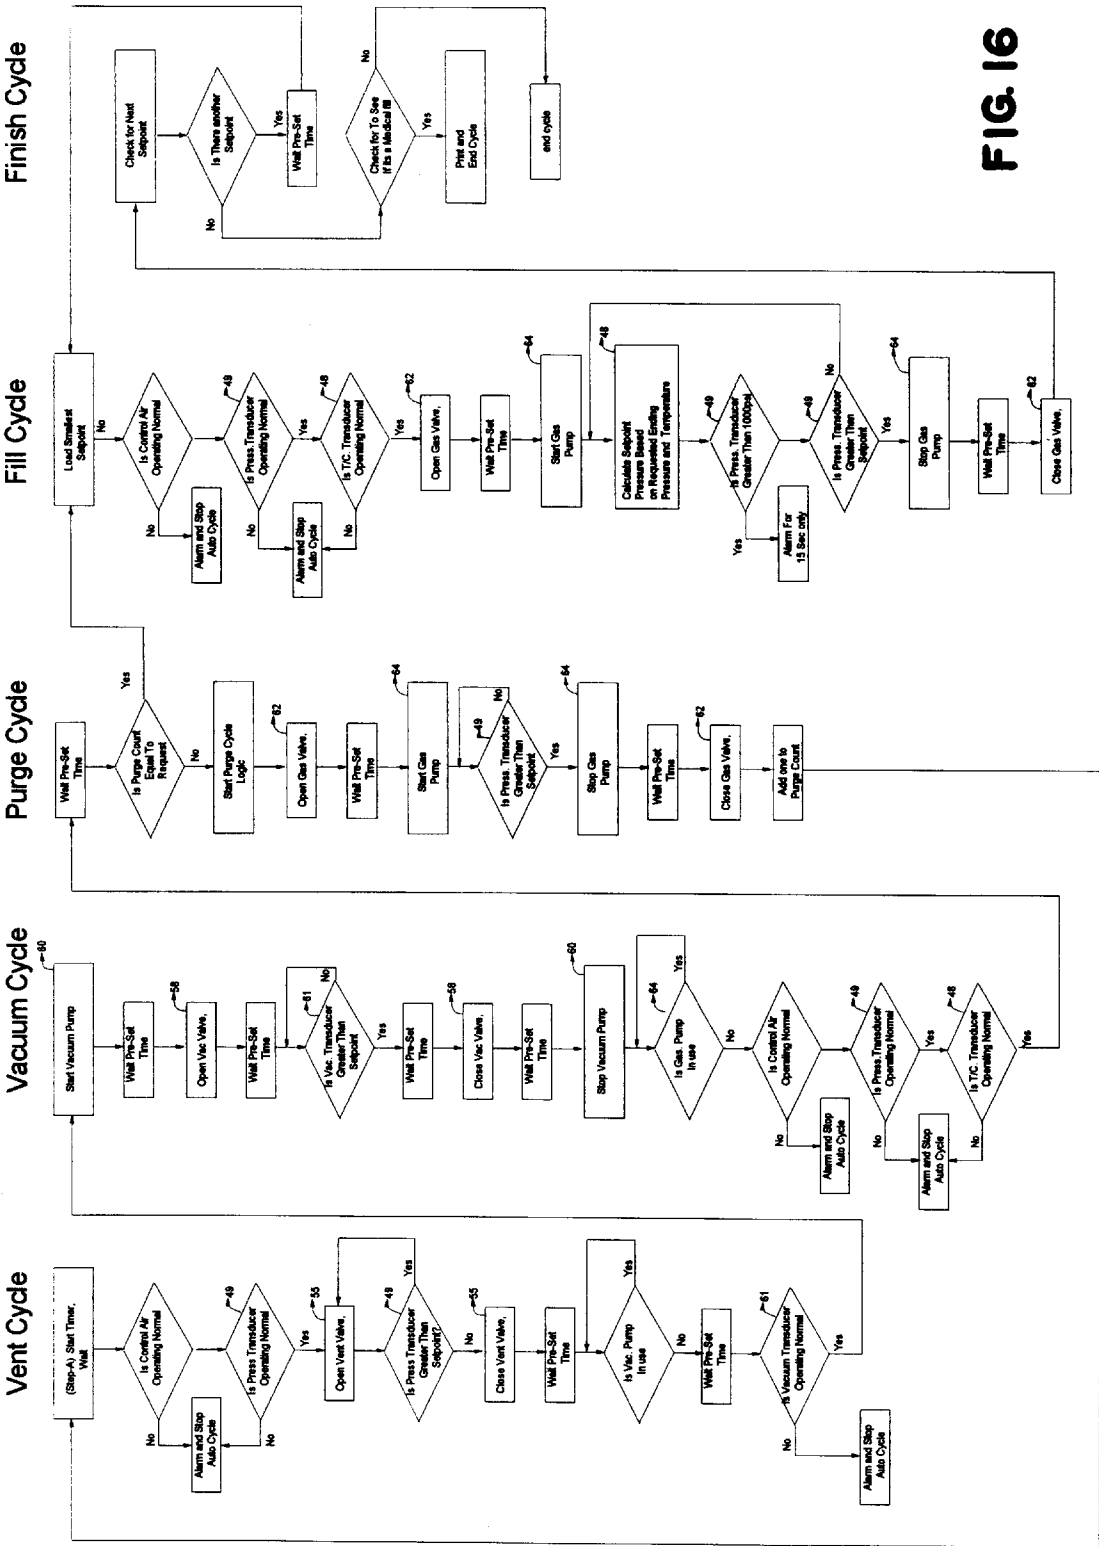 Vent Cycle
(Step-A) Start Timer,
Wait
Is Control Air
Operating Normal
No
Alarm and Stop
Auto Cycle
49
Is Press Transducer
Operating Normal
No
Yes
55
Open Vent Valve,
49
Is Press Transducer
Greater Than
Setpoint?
Yes
No
55
Close Vent Valve,
Wait Pre-Set
Time
Is Vac. Pump
In use
Yes
No
Wait Pre-Set
Time
61
Is Vacuum Transducer
Operating Normal
No
Yes
Alarm and Stop
Auto Cycle
Vacuum Cycle
60
Start Vacuum Pump
Wait Pre-Set
Time
58
Open Vac Valve,
Wait Pre-Set
Time
61
Is Vac. Transducer
Greater Than
Setpoint
No
Yes
Wait Pre-Set
Time
58
Close Vac Valve,
Wait Pre-Set
Time
60
Stop Vacuum Pump
64
Is Gas. Pump
In use
Yes
No
Is Control Air
Operating Normal
No
Alarm and Stop
Auto Cycle
49
Is Press.Transducer
Operating Normal
No
Yes
Alarm and Stop
Auto Cycle
48
Is T/C. Transducer
Operating Normal
No
Yes
Purge Cycle
Wait Pre-Set
Time
Is Purge Count
Equal To
Request
Yes
No
Start Purge Cycle
Logic
62
Open Gas Valve,
Wait Pre-Set
Time
64
Start Gas
Pump
49
Is Press. Transducer
Greater Than
Setpoint
No
Yes
64
Stop Gas
Pump
Wait Pre-Set
Time
62
Close Gas Valve,
Add one to
Purge Count
Fill Cycle
Load Smallest
Setpoint
No
Is Control Air
Operating Normal
No
Alarm and Stop
Auto Cycle
49
Is Press.Transducer
Operating Normal
No
Yes
Alarm and Stop
Auto Cycle
48
Is T/C. Transducer
Operating Normal
No
Yes
62
Open Gas Valve,
Wait Pre-Set
Time
64
Start Gas
Pump
48
Calculate Setpoint
Pressure Based
on Requested Ending
Pressure and Temperature
49
Is Press. Transducer
Greater Than 1000psi
Yes
Alarm For
15 Sec only
49
Is Press. Transducer
Greater Than
Setpoint
No
Yes
64
Stop Gas
Pump
Wait Pre-Set
Time
62
Close Gas Valve,
Finish Cycle
Check for Next
Setpoint
Is There another
Setpoint
Yes
No
Wait Pre-Set
Time
Check for To See
If its a Medical fill
No
Yes
Print and
End Cycle
end cycle
FIG. 16